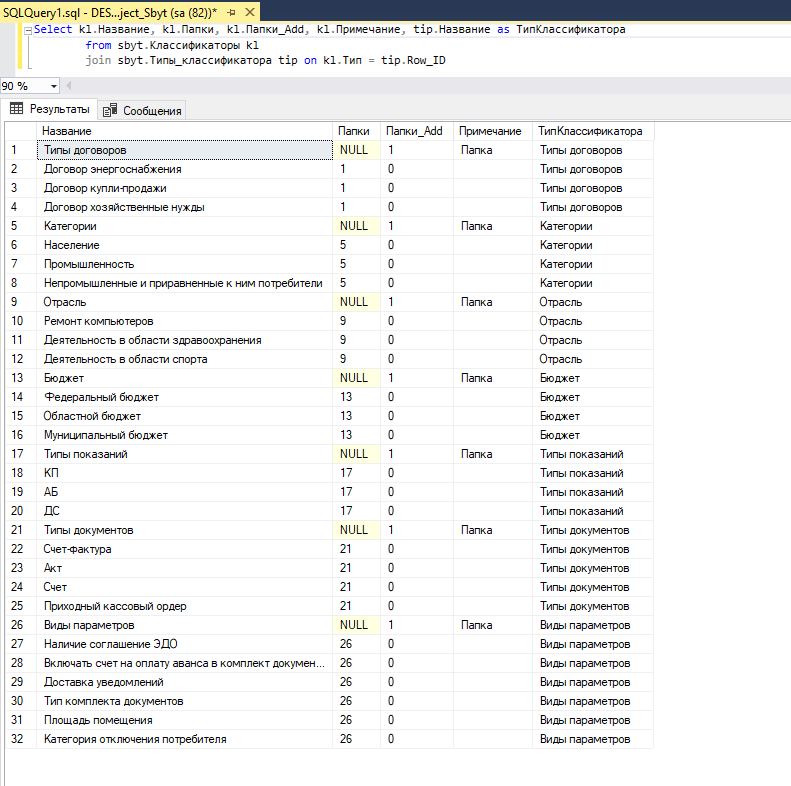 SQLQuery1.sql - DES...ject_Sbyt (sa (82))*
Select kl.Название, kl.Папки, kl.Папки_Add, kl.Примечание, tip.Название as ТипКлассификатора
from sbyt.Классификаторы kl
join sbyt.Типы_классификатора tip on kl.Тип = tip.Row_ID
90 %
Результаты Сообщения
Название Папки Папки_Add Примечание ТипКлассификатора
1 Типы договоров NULL 1 Папка Типы договоров
2 Договор энергоснабжения 1 0 Типы договоров
3 Договор купли-продажи 1 0 Типы договоров
4 Договор хозяйственные нужды 1 0 Типы договоров
5 Категории NULL 1 Папка Категории
6 Население 5 0 Категории
7 Промышленность 5 0 Категории
8 Непромышленные и приравненные к ним потребители 5 0 Категории
9 Отрасль NULL 1 Папка Отрасль
10 Ремонт компьютеров 9 0 Отрасль
11 Деятельность в области здравоохранения 9 0 Отрасль
12 Деятельность в области спорта 9 0 Отрасль
13 Бюджет NULL 1 Папка Бюджет
14 Федеральный бюджет 13 0 Бюджет
15 Областной бюджет 13 0 Бюджет
16 Муниципальный бюджет 13 0 Бюджет
17 Типы показаний NULL 1 Папка Типы показаний
18 КП 17 0 Типы показаний
19 АБ 17 0 Типы показаний
20 ДС 17 0 Типы показаний
21 Типы документов NULL 1 Папка Типы документов
22 Счет-фактура 21 0 Типы документов
23 Акт 21 0 Типы документов
24 Счет 21 0 Типы документов
25 Приходный кассовый ордер 21 0 Типы документов
26 Виды параметров NULL 1 Папка Виды параметров
27 Наличие соглашение ЭДО 26 0 Виды параметров
28 Включать счет на оплату аванса в комплект докумен... 26 0 Виды параметров
29 Доставка уведомлений 26 0 Виды параметров
30 Тип комплекта документов 26 0 Виды параметров
31 Площадь помещения 26 0 Виды параметров
32 Категория отключения потребителя 26 0 Виды параметров